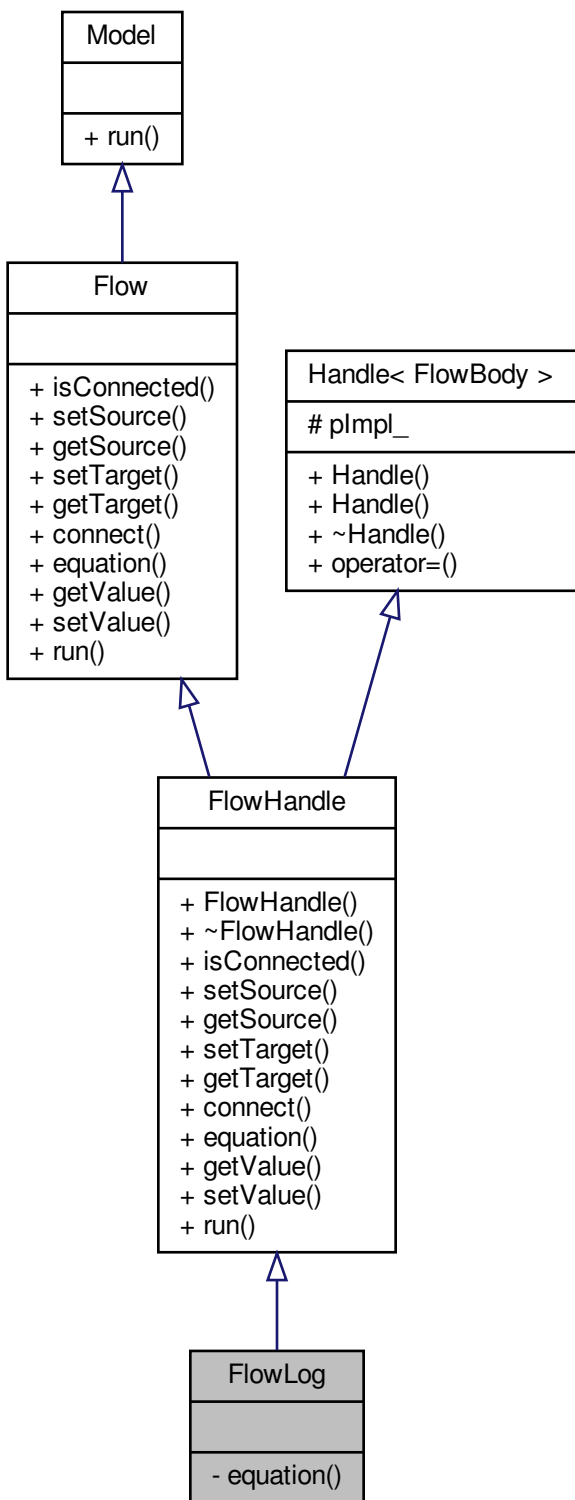 Model
+ run()
Flow
+ isConnected()
+ setSource()
+ getSource()
+ setTarget()
+ getTarget()
+ connect()
+ equation()
+ getValue()
+ setValue()
+ run()
Handle< FlowBody >
# pImpl_
+ Handle()
+ Handle()
+ ~Handle()
+ operator=()
FlowHandle
+ FlowHandle()
+ ~FlowHandle()
+ isConnected()
+ setSource()
+ getSource()
+ setTarget()
+ getTarget()
+ connect()
+ equation()
+ getValue()
+ setValue()
+ run()
FlowLog
- equation()